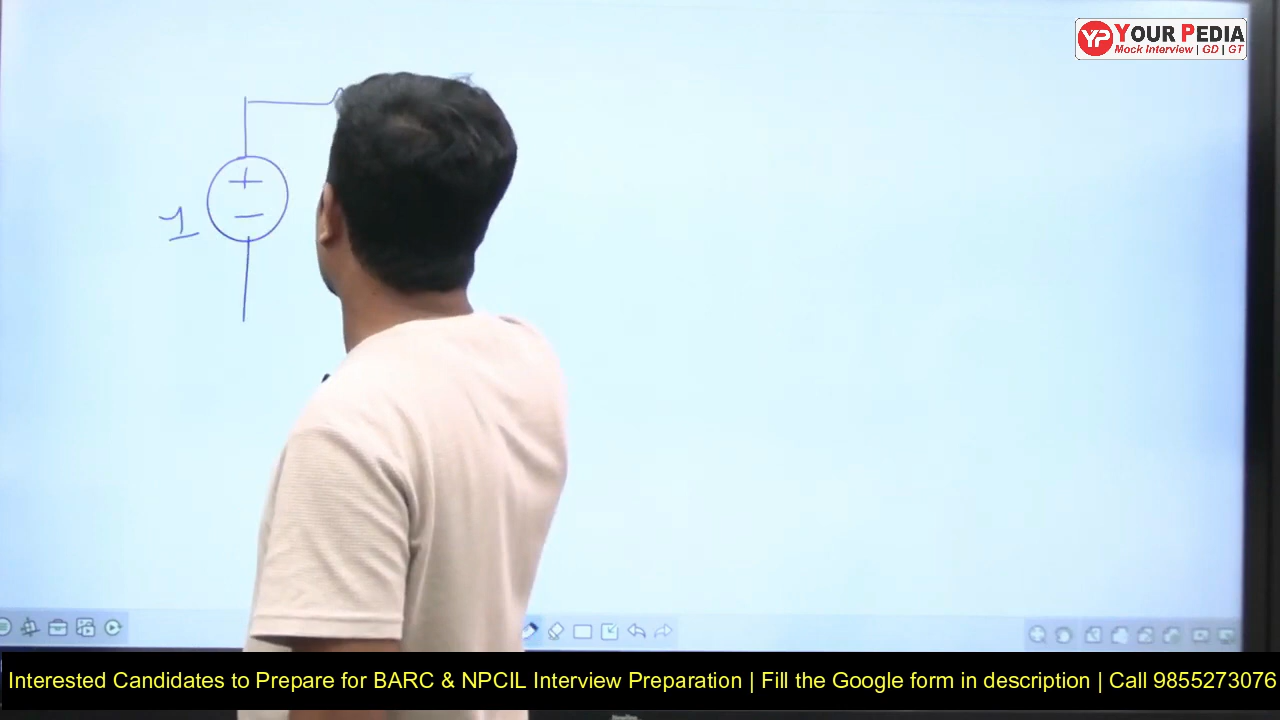 YP YOUR PEDIA
Mock Interview | GD | GT
+
−
1
Interested Candidates to Prepare for BARC & NPCIL Interview Preparation | Fill the Google form in description | Call 9855273076